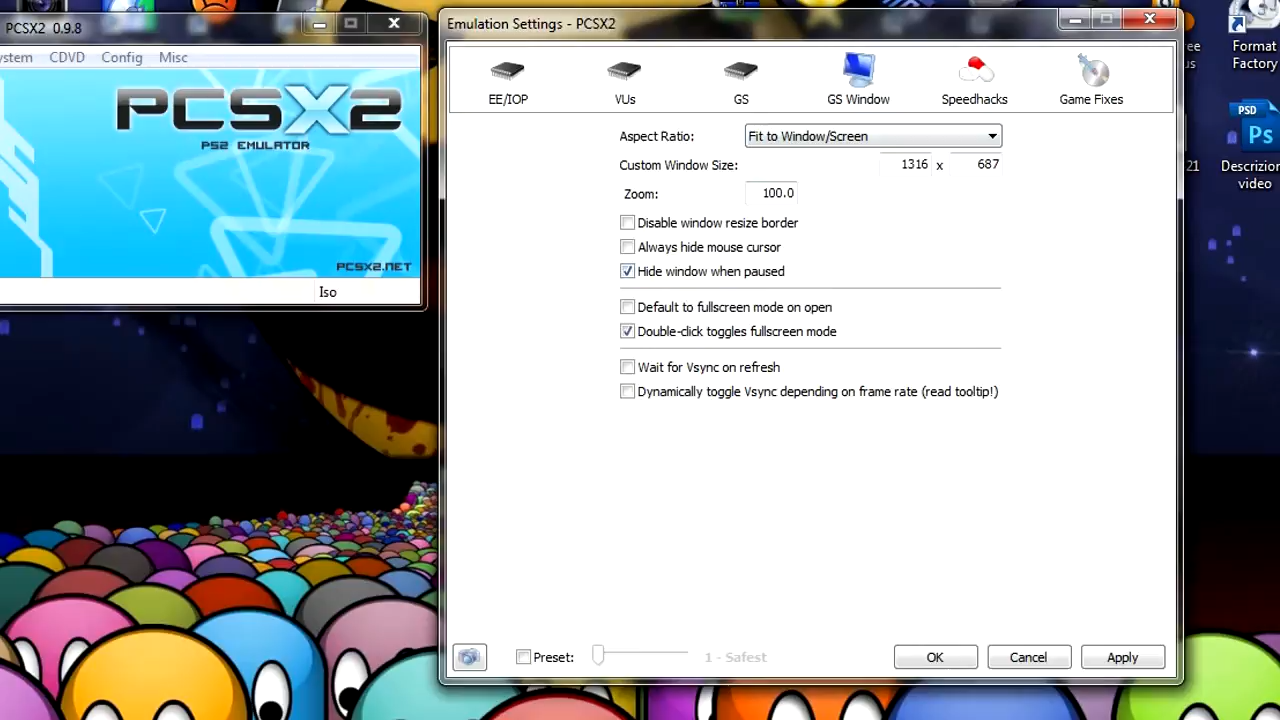 PCSX2 0.9.8
ystem CDVD Config Misc
PCSX2
PS2 EMULATOR
PCSX2.NET
Iso
Emulation Settings - PCSX2
EE/IOP VUs GS GS Window Speedhacks Game Fixes
Aspect Ratio: Fit to Window/Screen
Custom Window Size: 1316 x 687
Zoom: 100.0
Disable window resize border
Always hide mouse cursor
Hide window when paused
Default to fullscreen mode on open
Double-click toggles fullscreen mode
Wait for Vsync on refresh
Dynamically toggle Vsync depending on frame rate (read tooltip!)
Preset: 1 - Safest OK Cancel Apply
ee
us
Format
Factory
PSD
Ps
21
Descrizion
video